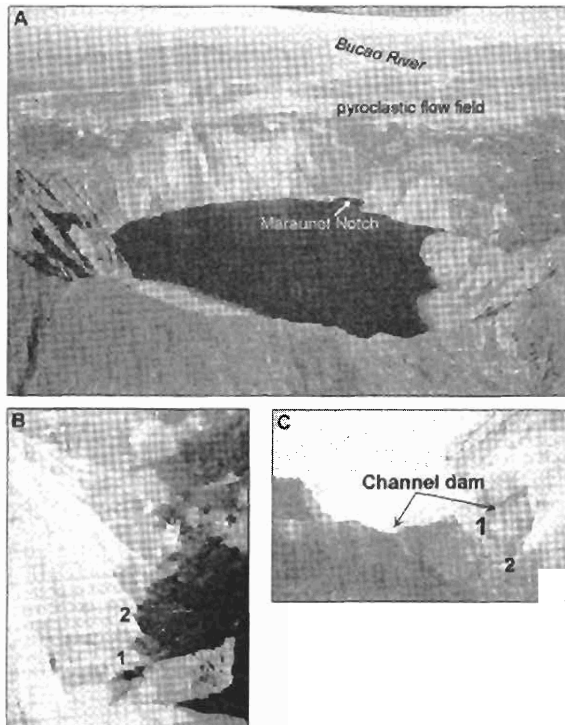 A
Bucao River
pyroclastic flow field
Maraunot Notch
B
2
1
C
Channel dam
1
2